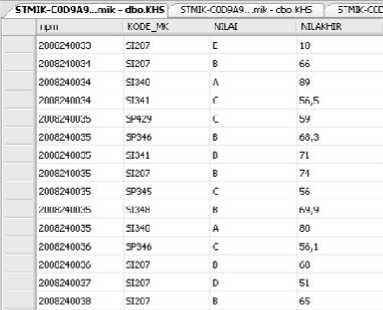 STMIK-C0D9A9...mik - dbo.KHS STMIK-C0D9A9...mik - dbo.KHS STMIK-C0D
npm KODE_MK NILAI NILAKHIR
2008240033 SI207 E 10
2008240034 SI207 B 66
2008240034 SI340 A 89
2008240034 SI341 C 56,5
2008240035 SP429 C 59
2008240035 SP346 B 68,3
2008240035 SI341 B 71
2008240035 SI207 B 74
2008240035 SP345 C 56
2008240035 SI348 B 69,9
2008240035 SI340 A 80
2008240036 SP346 C 56,1
2008240036 SI207 B 60
2008240037 SI207 D 51
2008240038 SI207 B 65